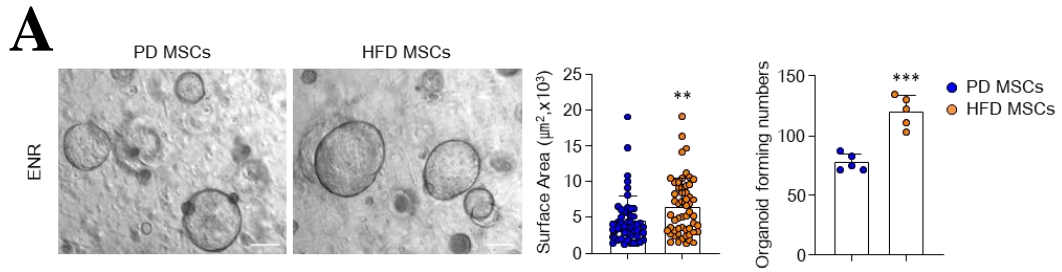 A
PD MSCs
HFD MSCs
ENR
Surface Area (μm²,x10³)
25
20
15
10
5
0
**
Organoid forming numbers
150
100
50
0
***
PD MSCs
HFD MSCs